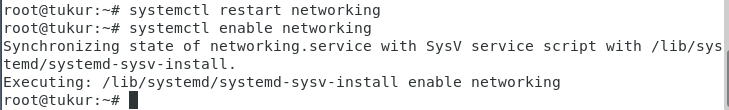 root@tukur:~# systemctl restart networking
root@tukur:~# systemctl enable networking
Synchronizing state of networking.service with SysV service script with /lib/sys
temd/systemd-sysv-install.
Executing: /lib/systemd/systemd-sysv-install enable networking
root@tukur:~#